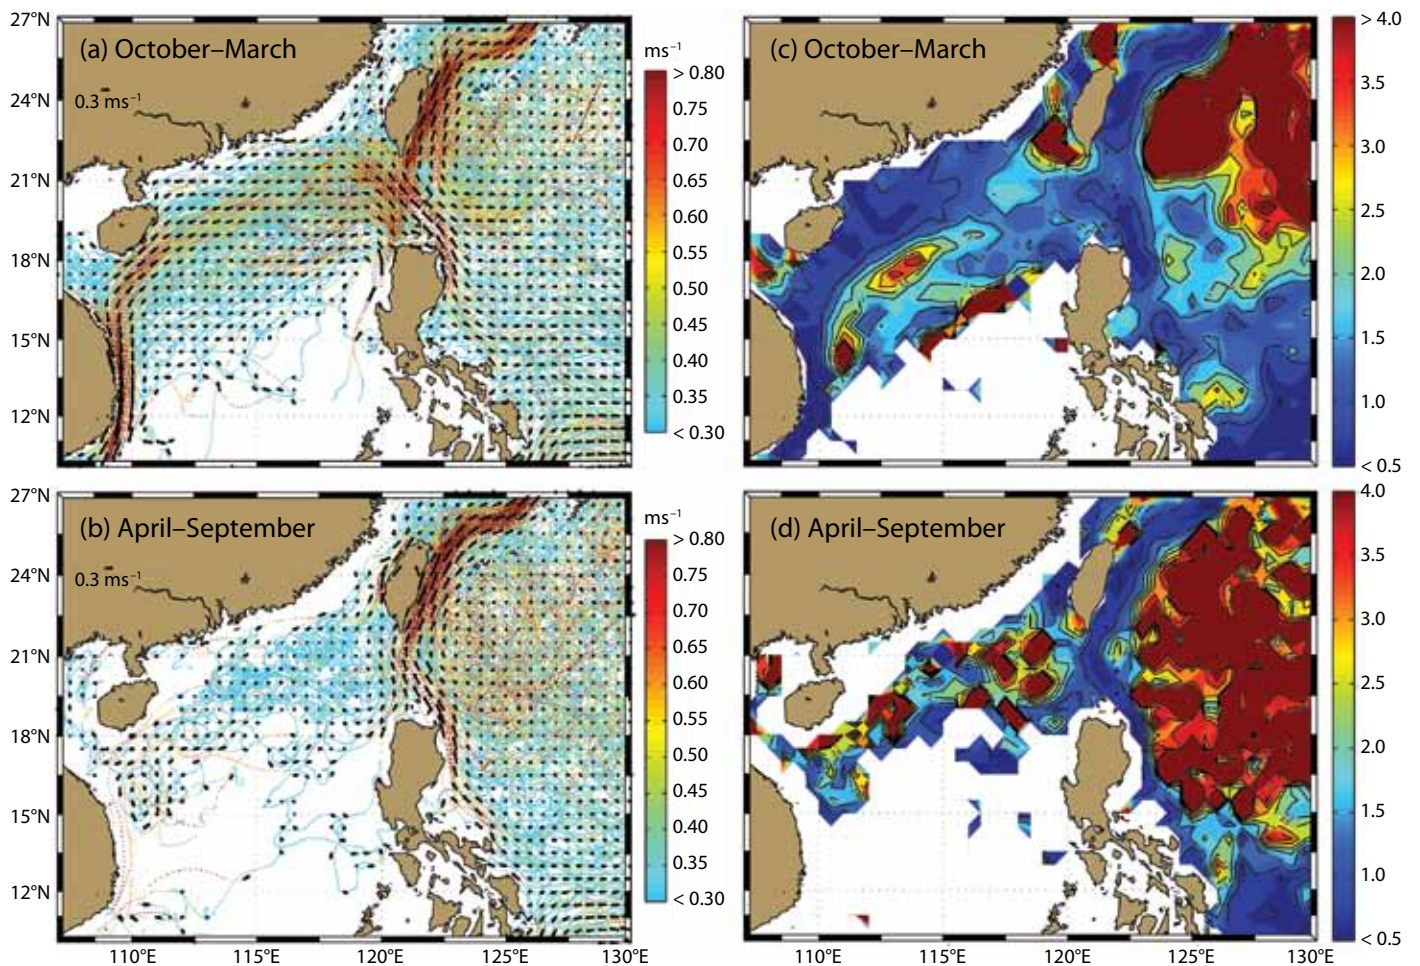 27°N
24°N
21°N
18°N
15°N
12°N
(a) October–March
0.3 ms⁻¹
ms⁻¹
> 0.80
0.75
0.70
0.65
0.60
0.55
0.50
0.45
0.40
0.35
< 0.30
(c) October–March
> 4.0
3.5
3.0
2.5
2.0
1.5
1.0
< 0.5
27°N
24°N
21°N
18°N
15°N
12°N
(b) April–September
0.3 ms⁻¹
ms⁻¹
> 0.80
0.75
0.70
0.65
0.60
0.55
0.50
0.45
0.40
0.35
< 0.30
(d) April–September
4.0
3.5
3.0
2.5
2.0
1.5
1.0
< 0.5
110°E 115°E 120°E 125°E 130°E
110°E 115°E 120°E 125°E 130°E